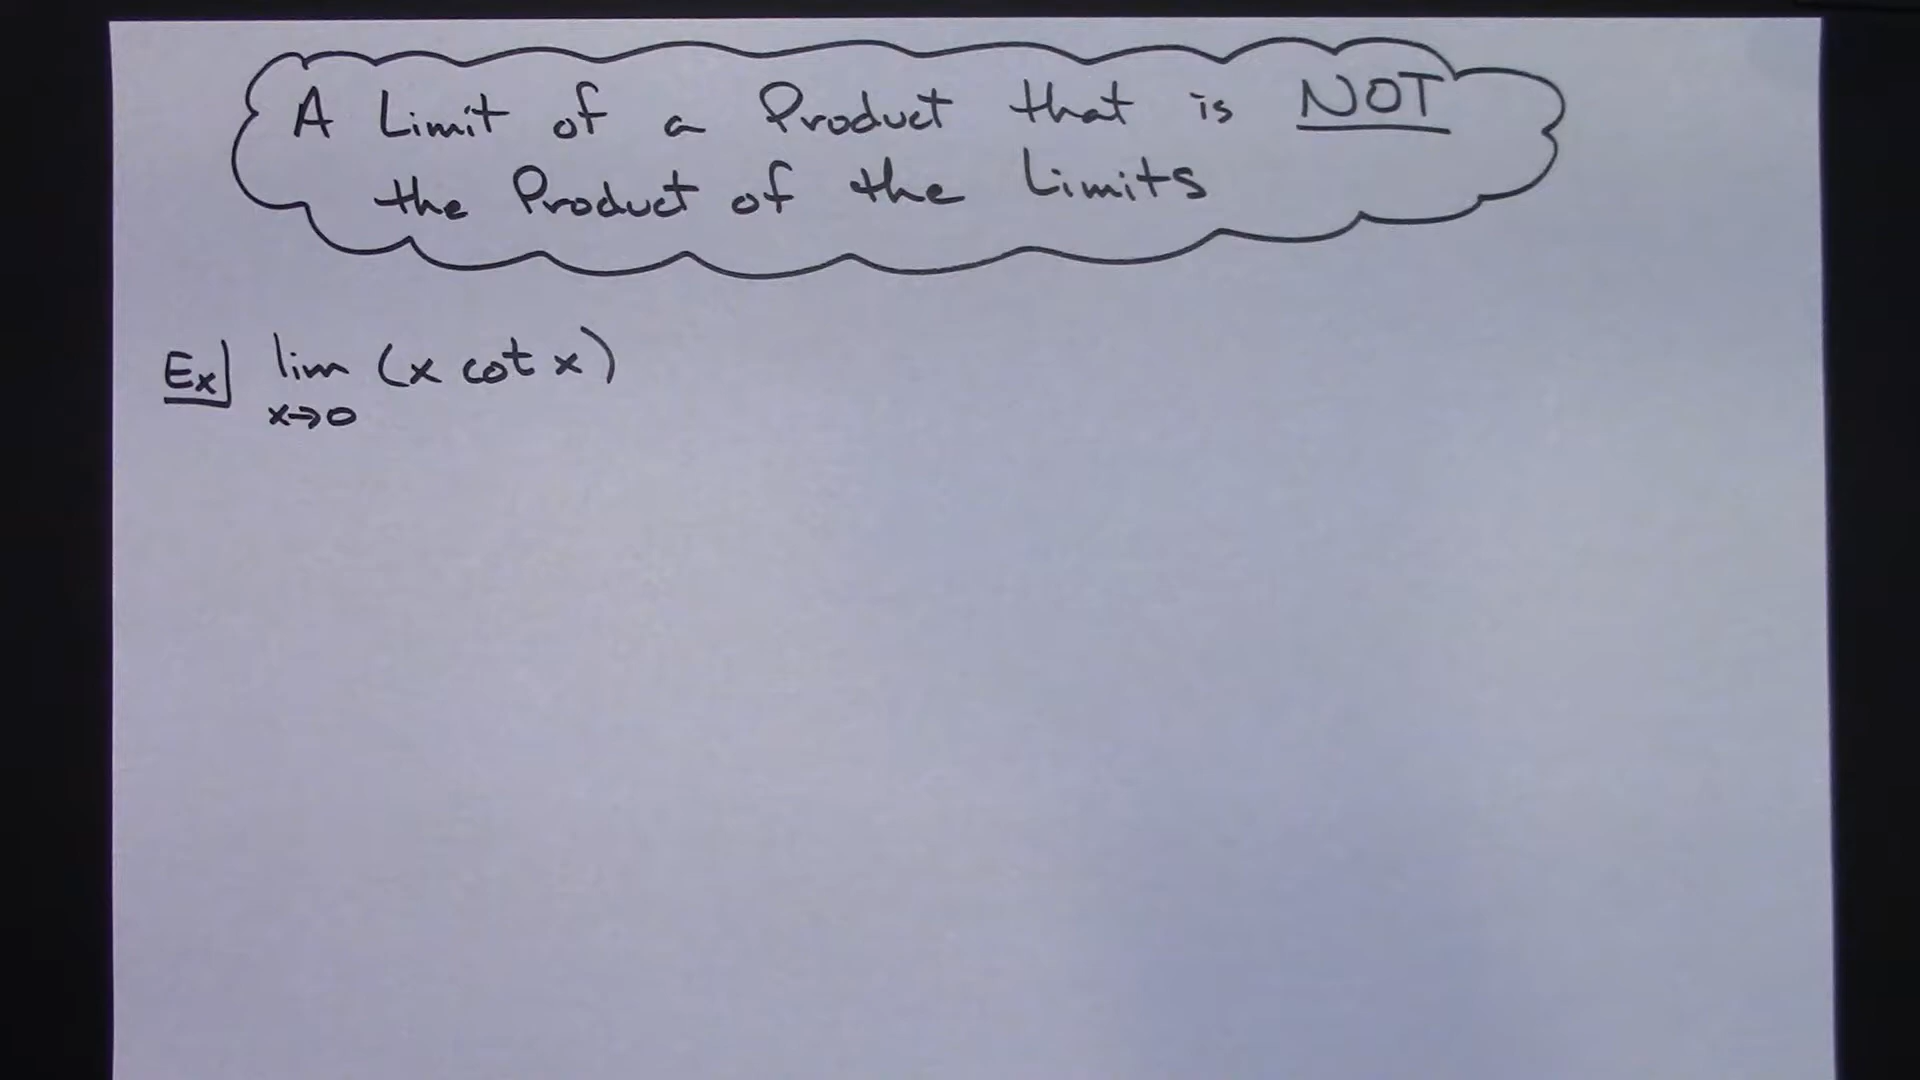 A Limit of a Product that is NOT
the Product of the Limits
Ex lim (x cot x)
x→0